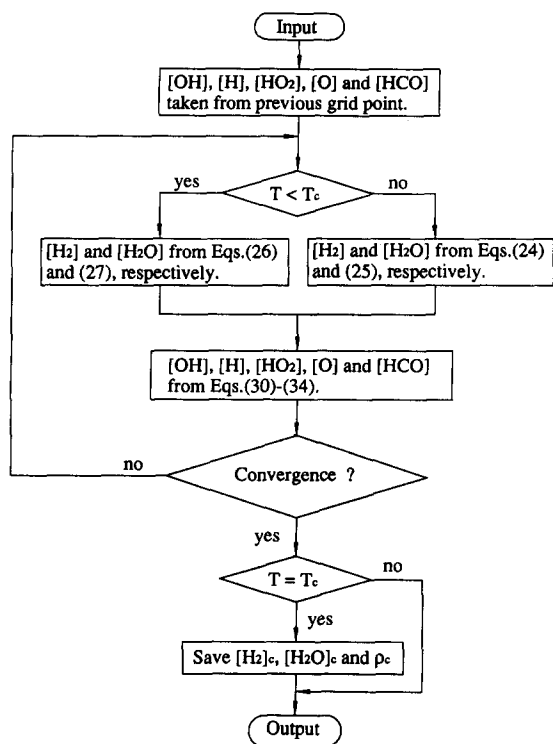 Input
[OH], [H], [HO₂], [O] and [HCO]
taken from previous grid point.
yes
T < Tc
no
[H₂] and [H₂O] from Eqs.(26)
and (27), respectively.
[H₂] and [H₂O] from Eqs.(24)
and (25), respectively.
[OH], [H], [HO₂], [O] and [HCO]
from Eqs.(30)-(34).
no
Convergence ?
yes
T = Tc
no
yes
Save [H₂]c, [H₂O]c and ρc
Output